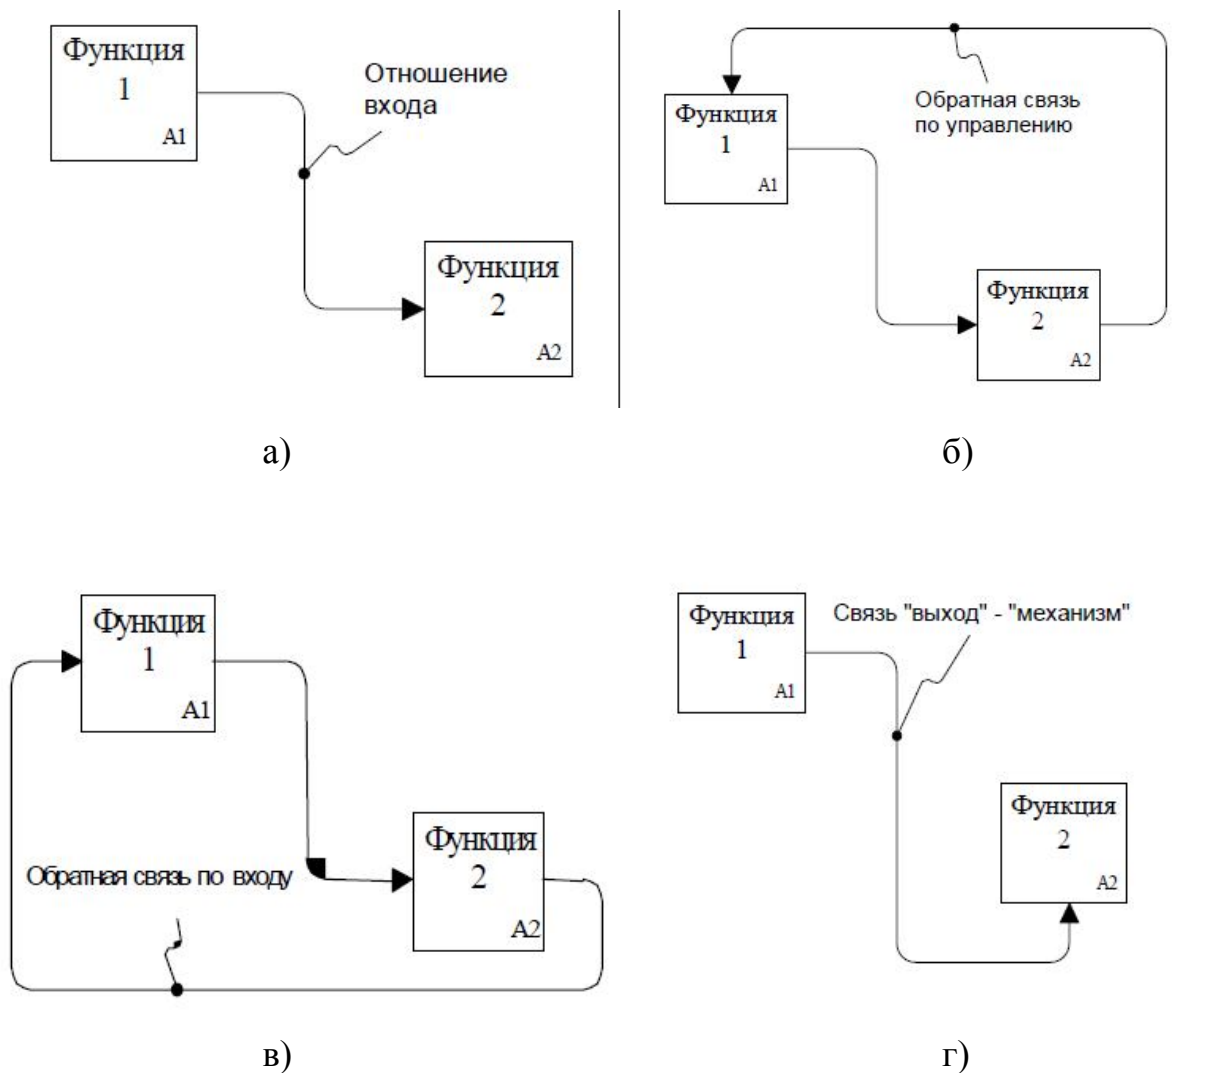 Функция
1
A1
Отношение
входа
Функция
2
A2
а)
Обратная связь
по управлению
Функция
1
A1
Функция
2
A2
б)
Функция
1
A1
Функция
2
A2
Обратная связь по входу
в)
Функция
1
A1
Связь "выход" - "механизм"
Функция
2
A2
г)